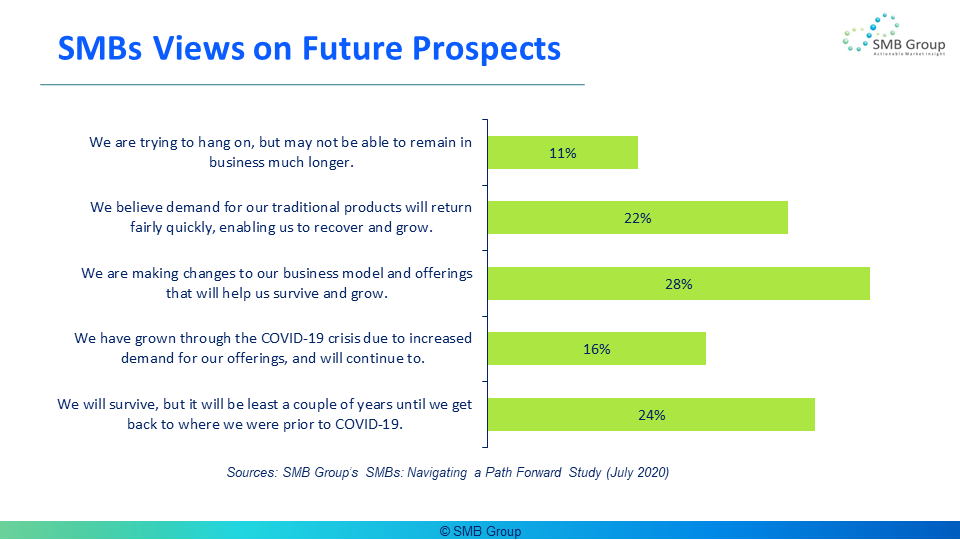 SMBs Views on Future Prospects
SMB Group
Actionable Market Insight
We are trying to hang on, but may not be able to remain in
business much longer.
11%
We believe demand for our traditional products will return
fairly quickly, enabling us to recover and grow.
22%
We are making changes to our business model and offerings
that will help us survive and grow.
28%
We have grown through the COVID-19 crisis due to increased
demand for our offerings, and will continue to.
16%
We will survive, but it will be least a couple of years until we get
back to where we were prior to COVID-19.
24%
Sources: SMB Group's SMBs: Navigating a Path Forward Study (July 2020)
© SMB Group